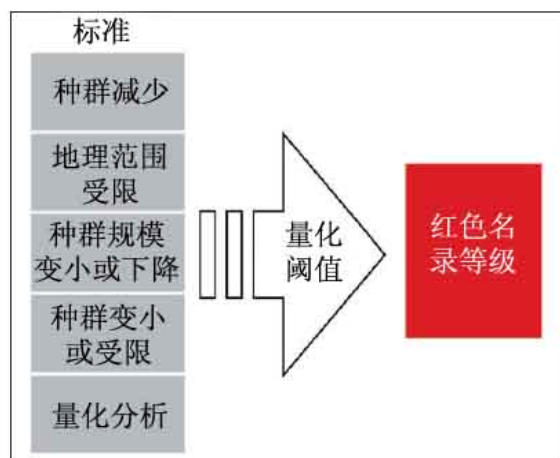 标准
种群减少
地理范围
受限
种群规模
变小或下降
种群变小
或受限
量化分析
量化
阈值
红色名
录等级